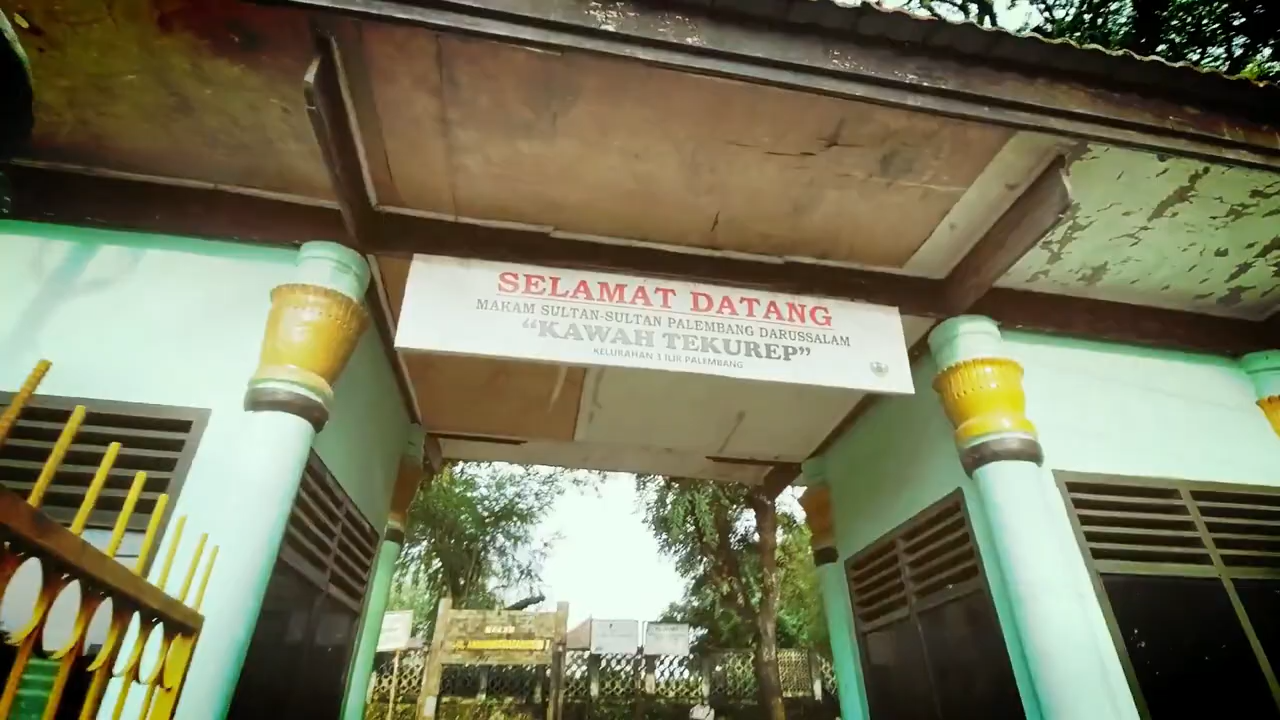 SELAMAT DATANG
MAKAM SULTAN-SULTAN PALEMBANG DARUSSALAM
“KAWAH TEKUREP”
KELURAHAN 3 ILIR PALEMBANG